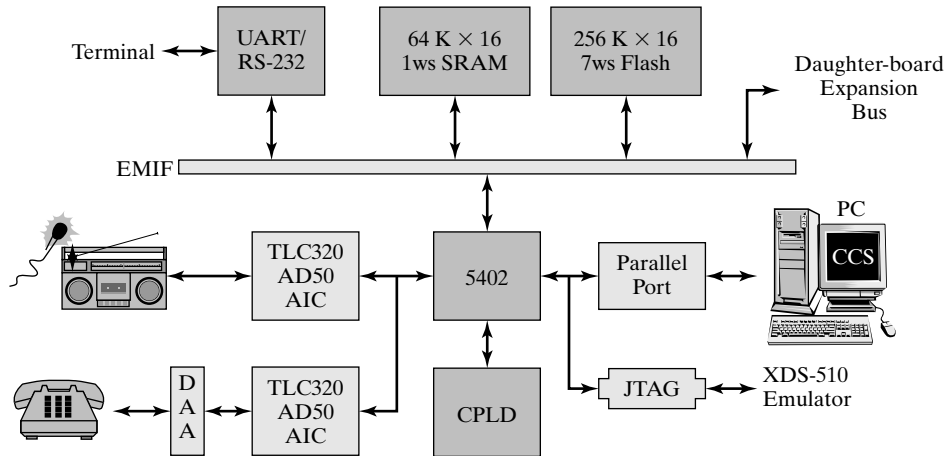 Terminal
UART/
RS-232
64 K × 16
1ws SRAM
256 K × 16
7ws Flash
Daughter-board
Expansion
Bus
EMIF
TLC320
AD50
AIC
5402
Parallel
Port
PC
CCS
D
A
A
TLC320
AD50
AIC
CPLD
JTAG
XDS-510
Emulator